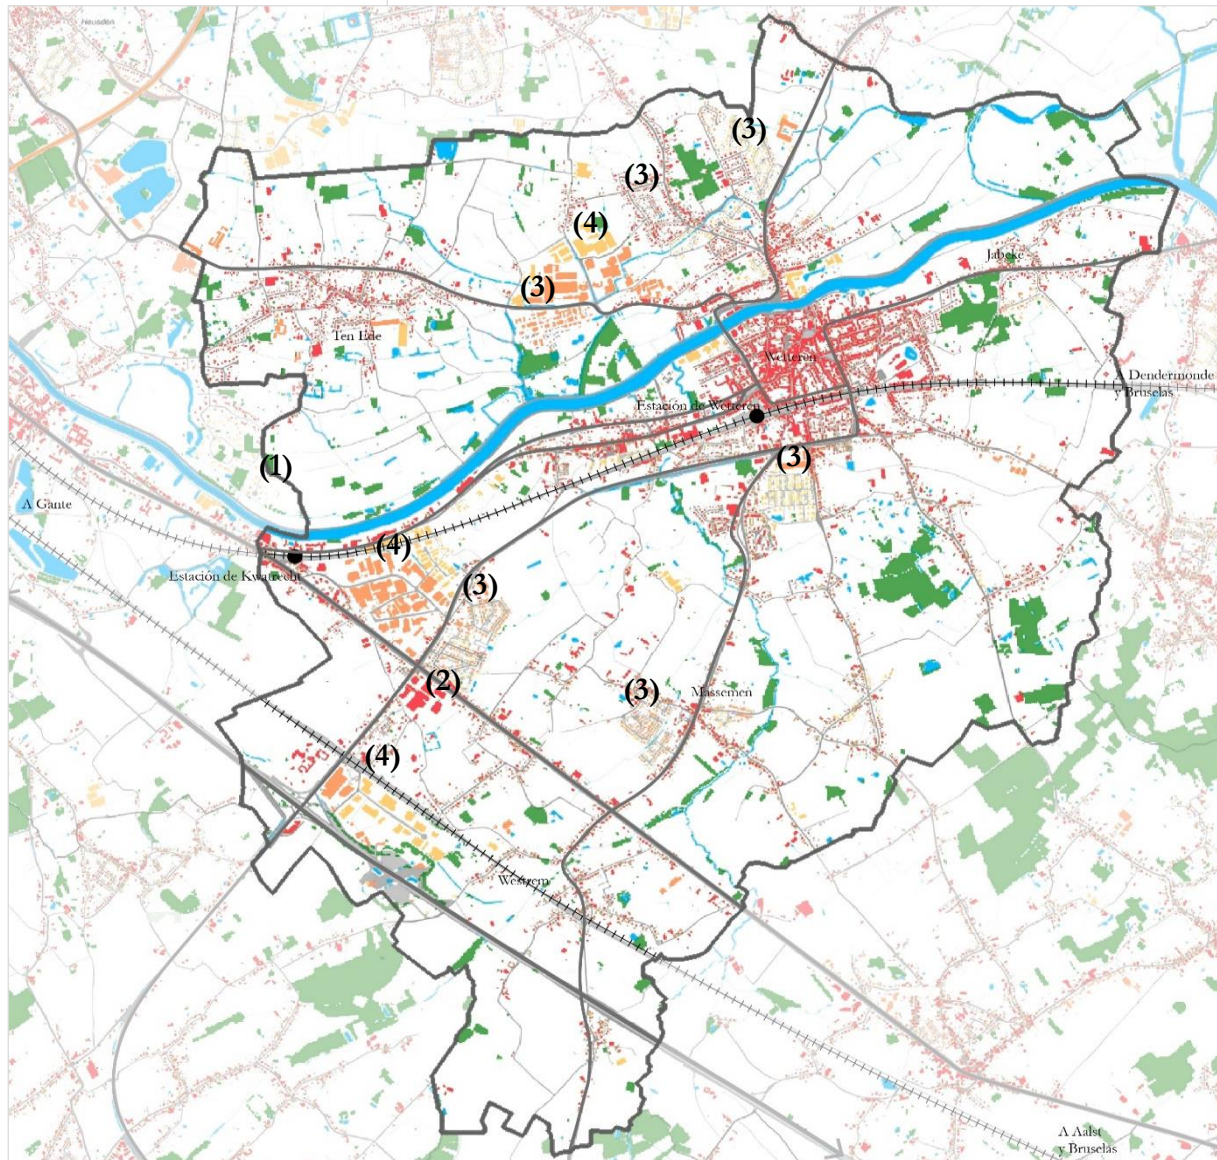 Heusden
(3)
(3)
(4)
Jabeke
(3)
Ten Ede
Wetteren
A Dendermonde
y Bruselas
Estación de Wetteren
(1)
(3)
A Gante
(4)
Estación de Kwatrecht
(3)
(2)
(3)
Massemen
(4)
Westrem
A Aalst
y Bruselas